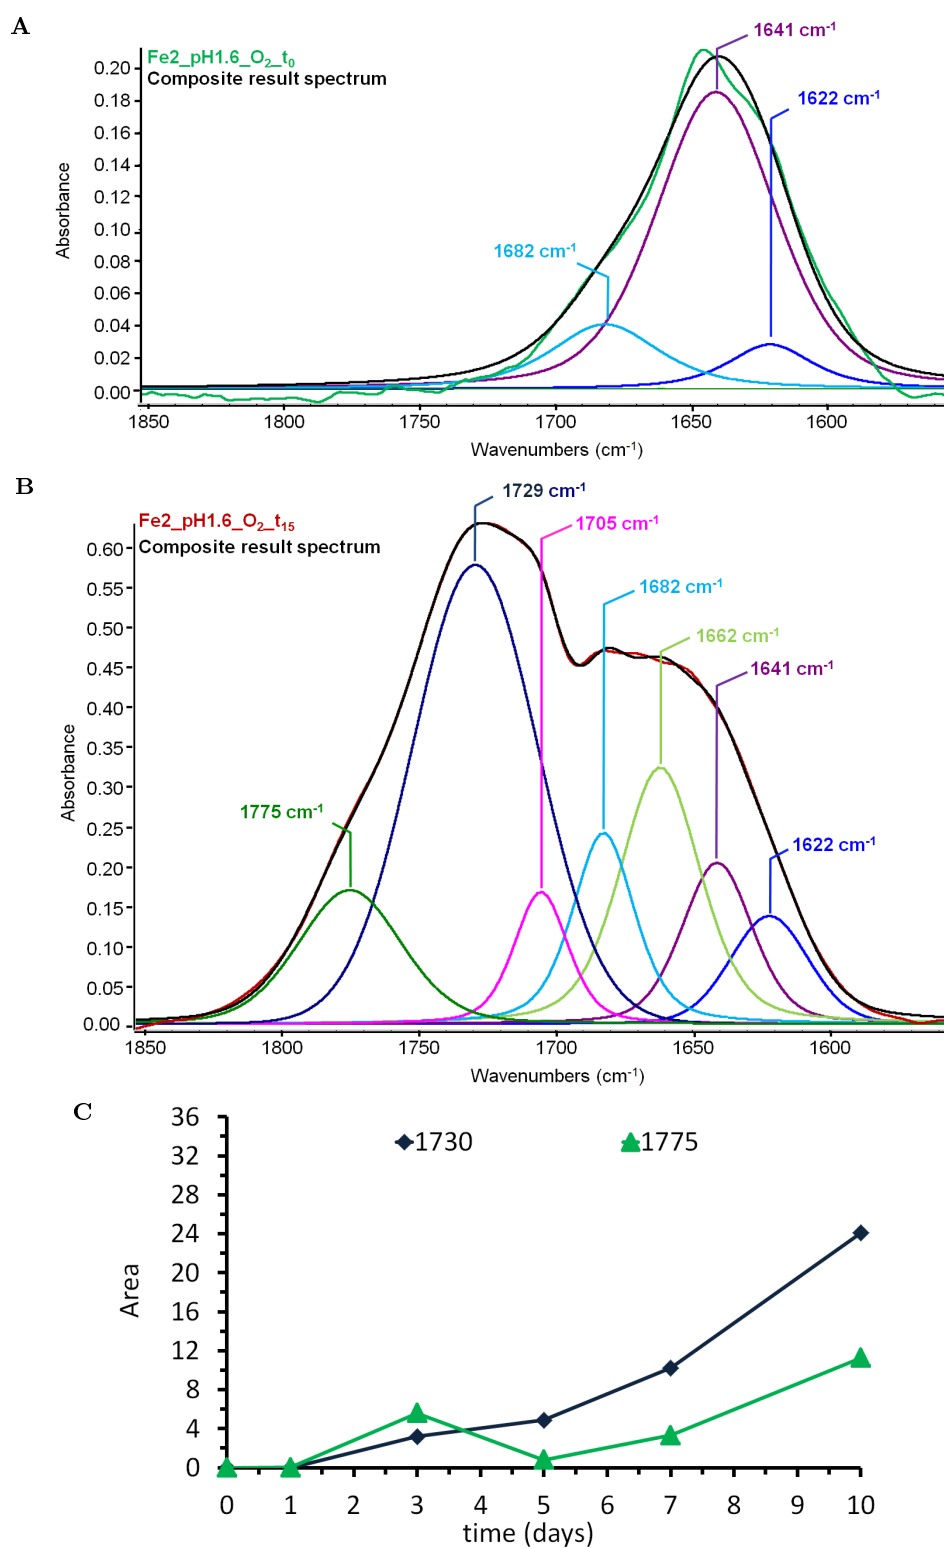 A
Fe2_pH1.6_O₂_t₀
Composite result spectrum
1641 cm⁻¹
1622 cm⁻¹
1682 cm⁻¹
Absorbance
0.20
0.18
0.16
0.14
0.12
0.10
0.08
0.06
0.04
0.02
0.00
1850 1800 1750 1700 1650 1600
Wavenumbers (cm⁻¹)
B
Fe2_pH1.6_O₂_t₁₅
Composite result spectrum
1729 cm⁻¹
1705 cm⁻¹
1682 cm⁻¹
1662 cm⁻¹
1641 cm⁻¹
1775 cm⁻¹
1622 cm⁻¹
Absorbance
0.60
0.55
0.50
0.45
0.40
0.35
0.30
0.25
0.20
0.15
0.10
0.05
0.00
1850 1800 1750 1700 1650 1600
Wavenumbers (cm⁻¹)
C
1730 1775
Area
36
32
28
24
20
16
12
8
4
0
0 1 2 3 4 5 6 7 8 9 10
time (days)